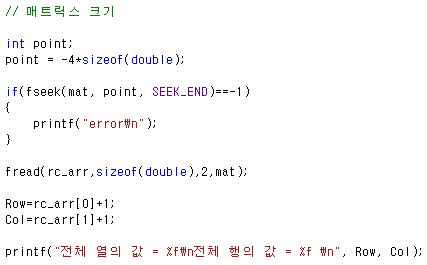 // 매트릭스 크기
int point;
point = -4*sizeof(double);
if(fseek(mat, point, SEEK_END)==-1)
{
printf("error₩n");
}
fread(rc_arr,sizeof(double),2,mat);
Row=rc_arr[0]+1;
Col=rc_arr[1]+1;
printf("전체 열의 값 = %f₩n전체 행의 값 = %f ₩n", Row, Col);